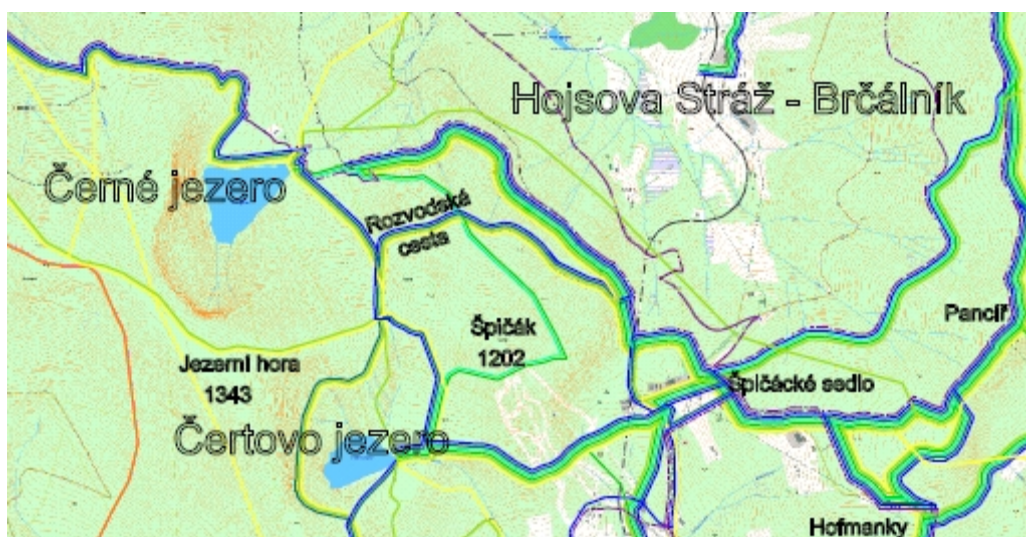 Hojsova Stráž - Brčálník
Černé jezero
Rozvodská
cesta
Pancíř
Špičák
1202
Jezerní hora
1343
Špičácké sedlo
Čertovo jezero
Hofmanky